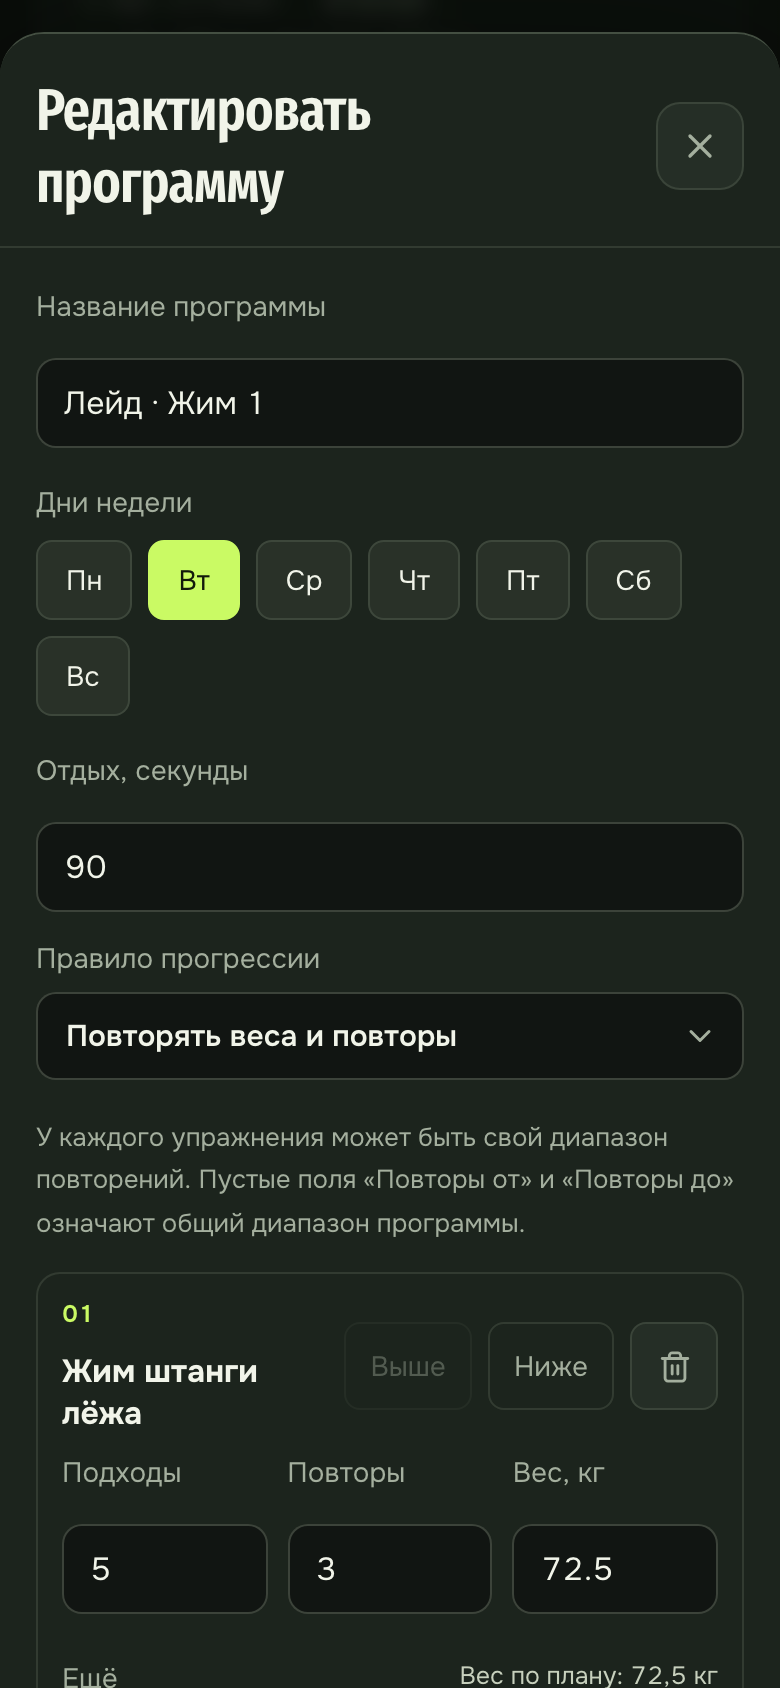 Редактировать
программу
Название программы
Лейд · Жим 1
Дни недели
Пн Вт Ср Чт Пт Сб
Вс
Отдых, секунды
90
Правило прогрессии
Повторять веса и повторы
У каждого упражнения может быть свой диапазон
повторений. Пустые поля «Повторы от» и «Повторы до»
означают общий диапазон программы.
01
Жим штанги
лёжа
Выше Ниже
Подходы Повторы Вес, кг
5 3 72.5
Ещё Вес по плану: 72,5 кг